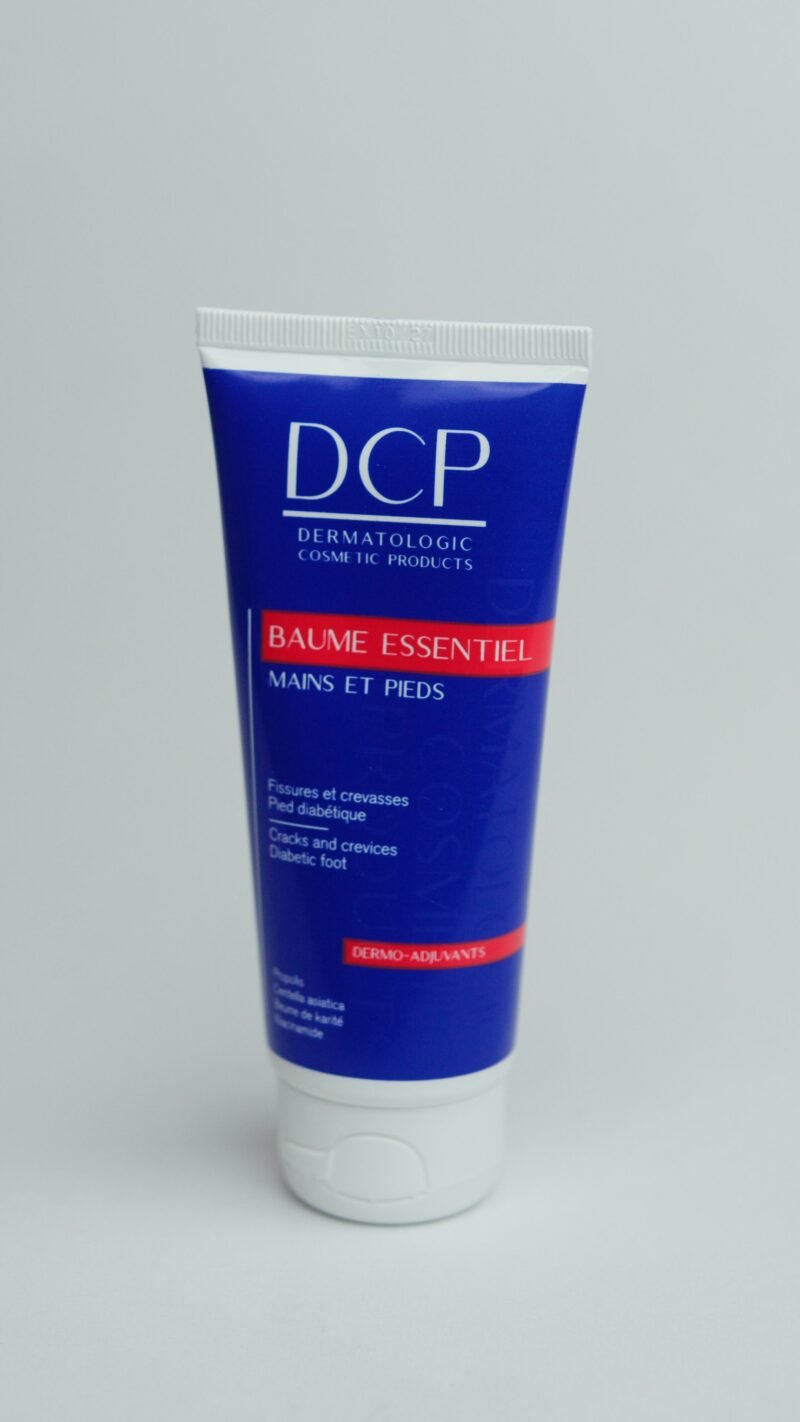 DCP
DERMATOLOGIC
COSMETIC PRODUCTS
BAUME ESSENTIEL
MAINS ET PIEDS
Fissures et crevasses
Pied diabétique
Cracks and crevices
Diabetic foot
DERMO-ADJUVANTS
Propolis
Centella asiatica
Beurre de karité
Niacinamide